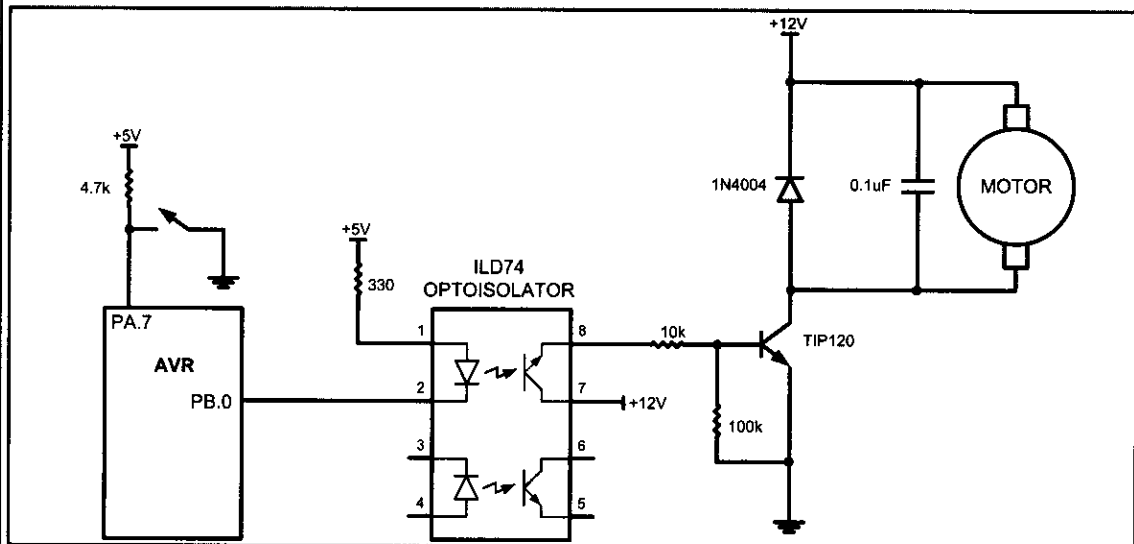 +12V
+5V
4.7k
1N4004
0.1uF
MOTOR
+5V
330
ILD74
OPTOISOLATOR
PA.7
AVR
PB.0
1
8
10k
TIP120
2
7
+12V
100k
3
6
4
5